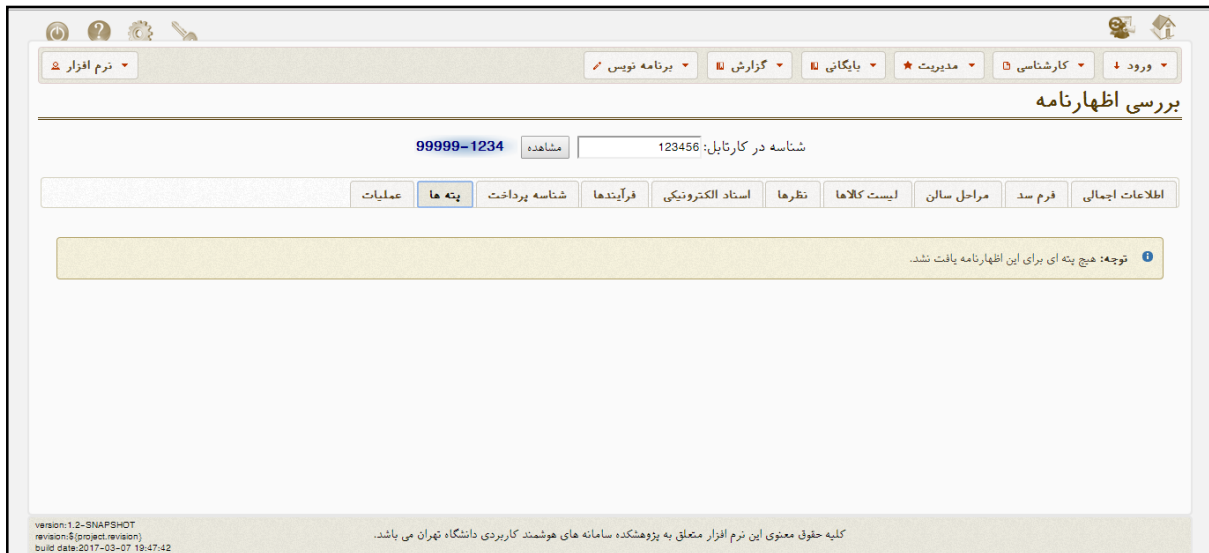 ورود کارشناسی مدیریت بایگانی گزارش برنامه نویس نرم افزار
بررسی اظهارنامه
شناسه در کارتابل: 123456 مشاهده 99999-1234
اطلاعات اجمالی فرم سد مراحل سالن لیست کالاها نظرها اسناد الکترونیکی فرآیندها شناسه پرداخت پته ها عملیات
توجه: هیچ پته ای برای این اظهارنامه یافت نشد.
کلیه حقوق معنوی این نرم افزار متعلق به پژوهشکده سامانه های هوشمند کاربردی دانشگاه تهران می باشد.
version:1.2-SNAPSHOT
revision:${project.revision}
build date:2017-03-07 19:47:42